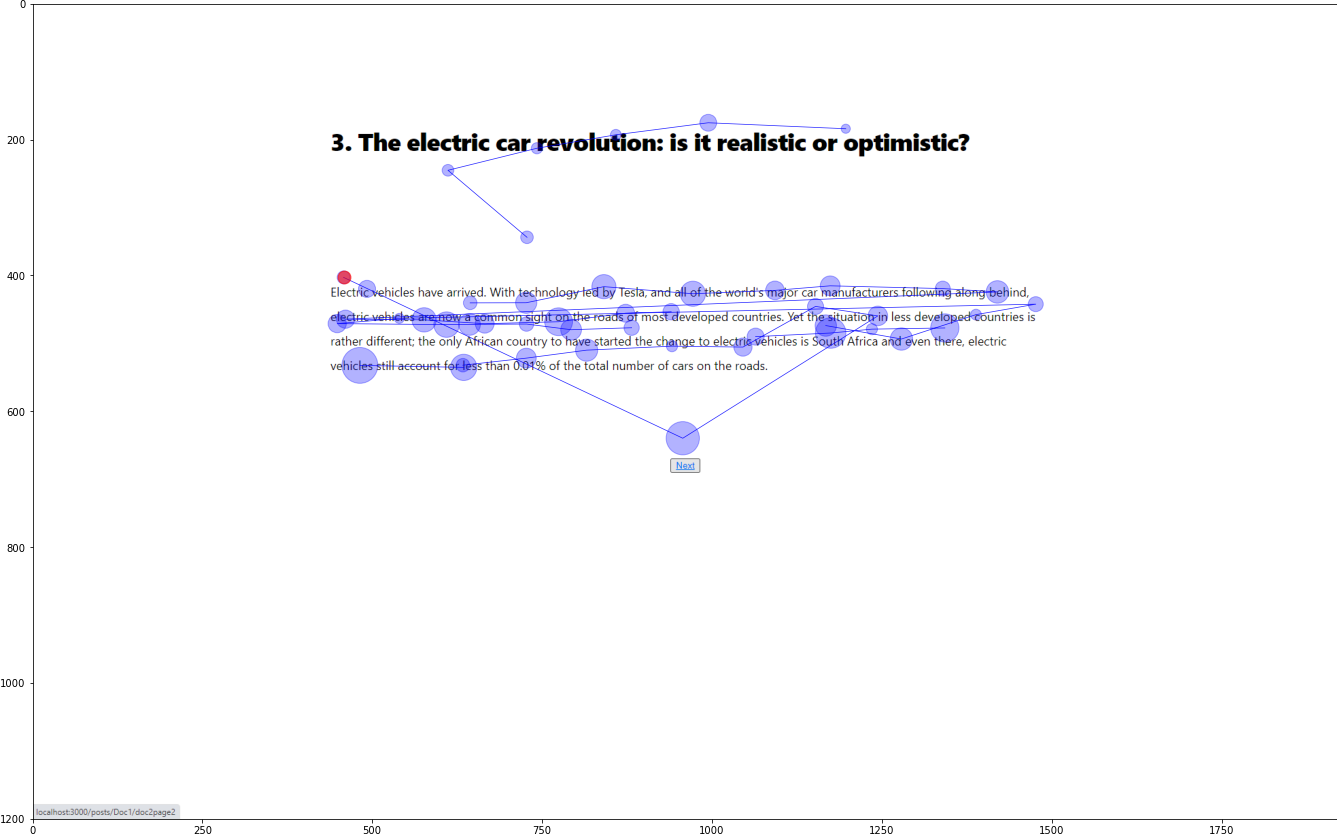 0
200
3. The electric car revolution: is it realistic or optimistic?
400
Electric vehicles have arrived. With technology led by Tesla, and all of the world's major car manufacturers following along behind,
electric vehicles are now a common sight on the roads of most developed countries. Yet the situation in less developed countries is
rather different; the only African country to have started the change to electric vehicles is South Africa and even there, electric
vehicles still account for less than 0.01% of the total number of cars on the roads.
600
Next
800
1000
localhost:3000/posts/Doc1/doc2page2
1200
0 250 500 750 1000 1250 1500 1750